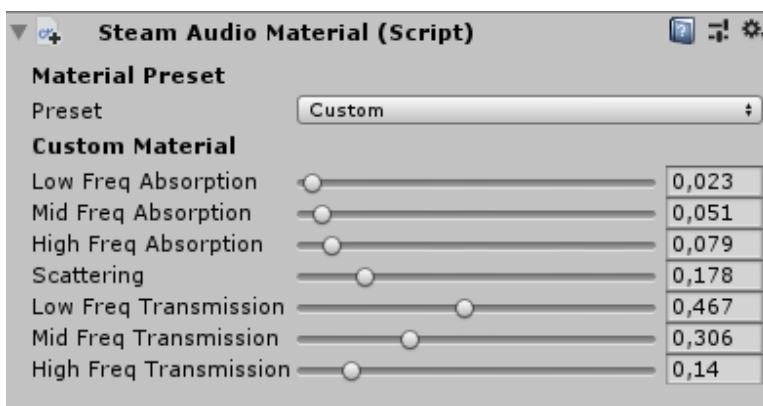 Steam Audio Material (Script)
Material Preset
Preset Custom
Custom Material
Low Freq Absorption 0,023
Mid Freq Absorption 0,051
High Freq Absorption 0,079
Scattering 0,178
Low Freq Transmission 0,467
Mid Freq Transmission 0,306
High Freq Transmission 0,14